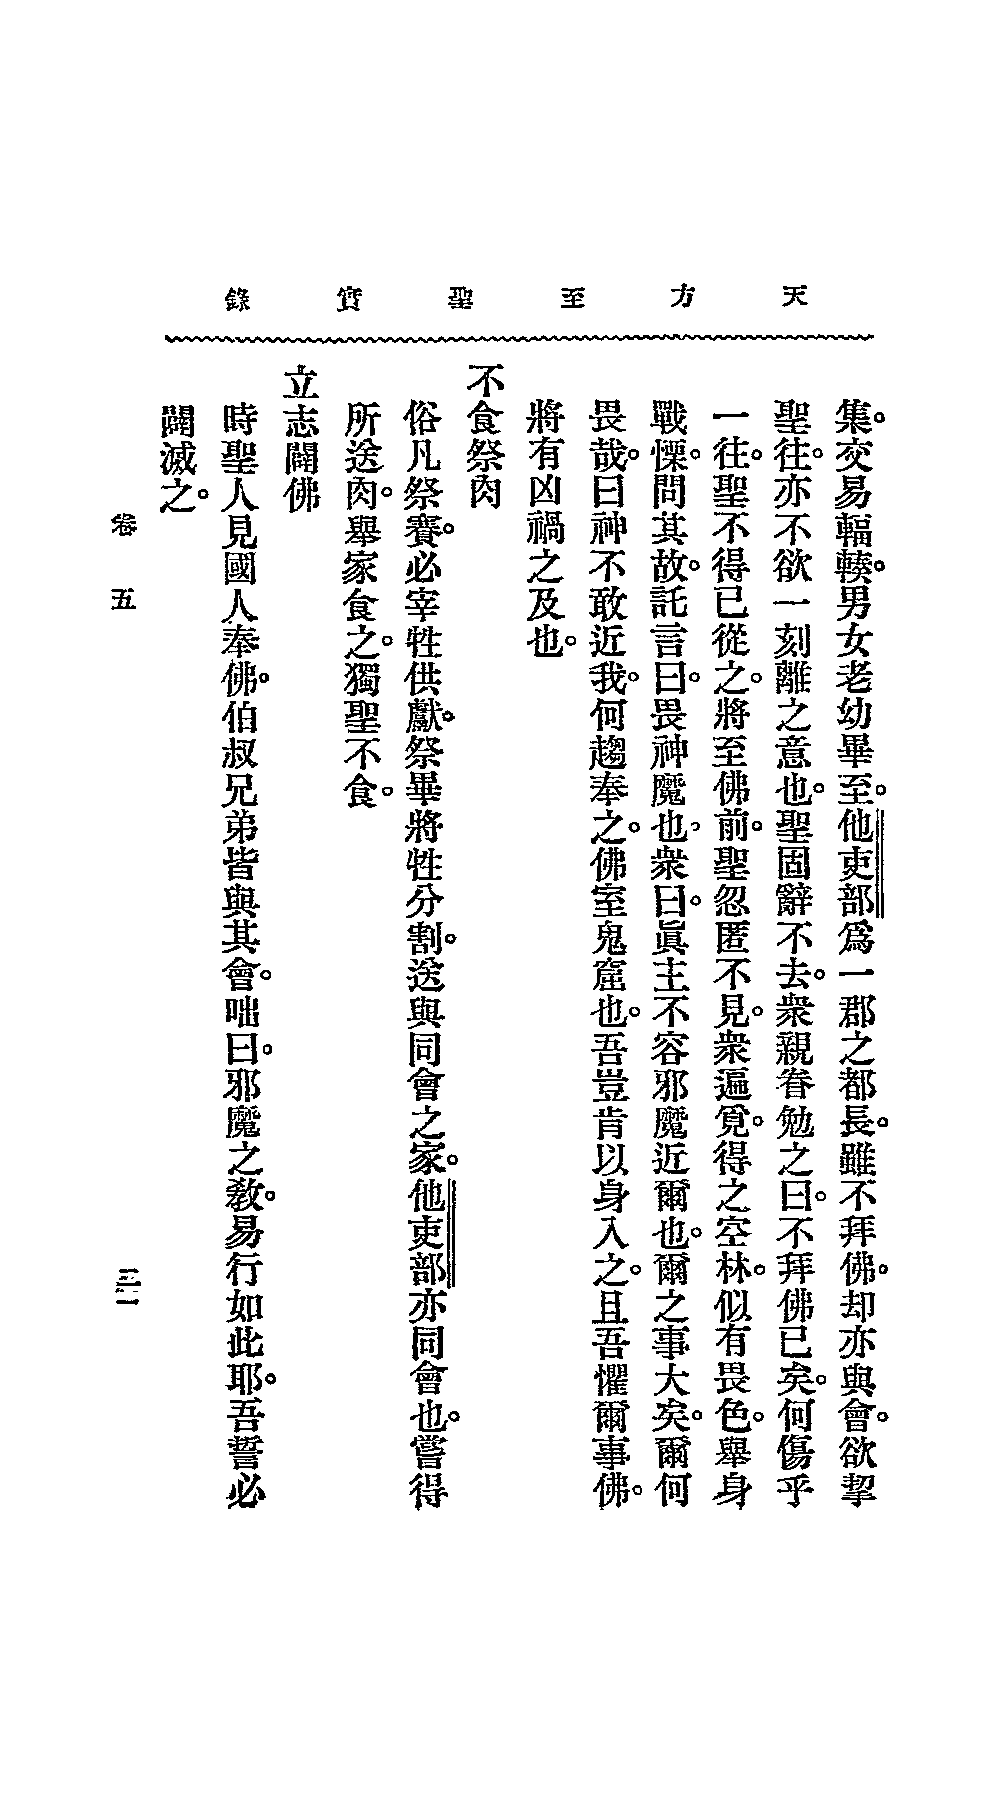 天方至聖實錄
集。交易輻輳。男女老幼畢至。他吏部爲一郡之都長。雖不拜佛。却亦與會。欲挈
聖往。亦不欲一刻離之意也。聖固辭不去。衆親眷勉之曰。不拜佛已矣。何傷乎
一往。聖不得已從之。將至佛前。聖忽匿不見。衆遍覓。得之空林。似有畏色。舉身
戰慄。問其故。託言曰。畏神魔也。衆曰。眞主不容邪魔近爾也。爾之事大矣。爾何
畏哉。曰神不敢近我。何趨奉之。佛室鬼窟也。吾豈肯以身入之。且吾懼爾事佛。
將有凶禍之及也。
不食祭肉
俗凡祭賽。必宰牲供獻。祭畢將牲分割。送與同會之家。他吏部亦同會也。嘗得
所送肉。舉家食之。獨聖不食。
立志闢佛
時聖人見國人奉佛。伯叔兄弟皆與其會。咄曰。邪魔之教。易行如此耶。吾誓必
闢滅之。
卷五